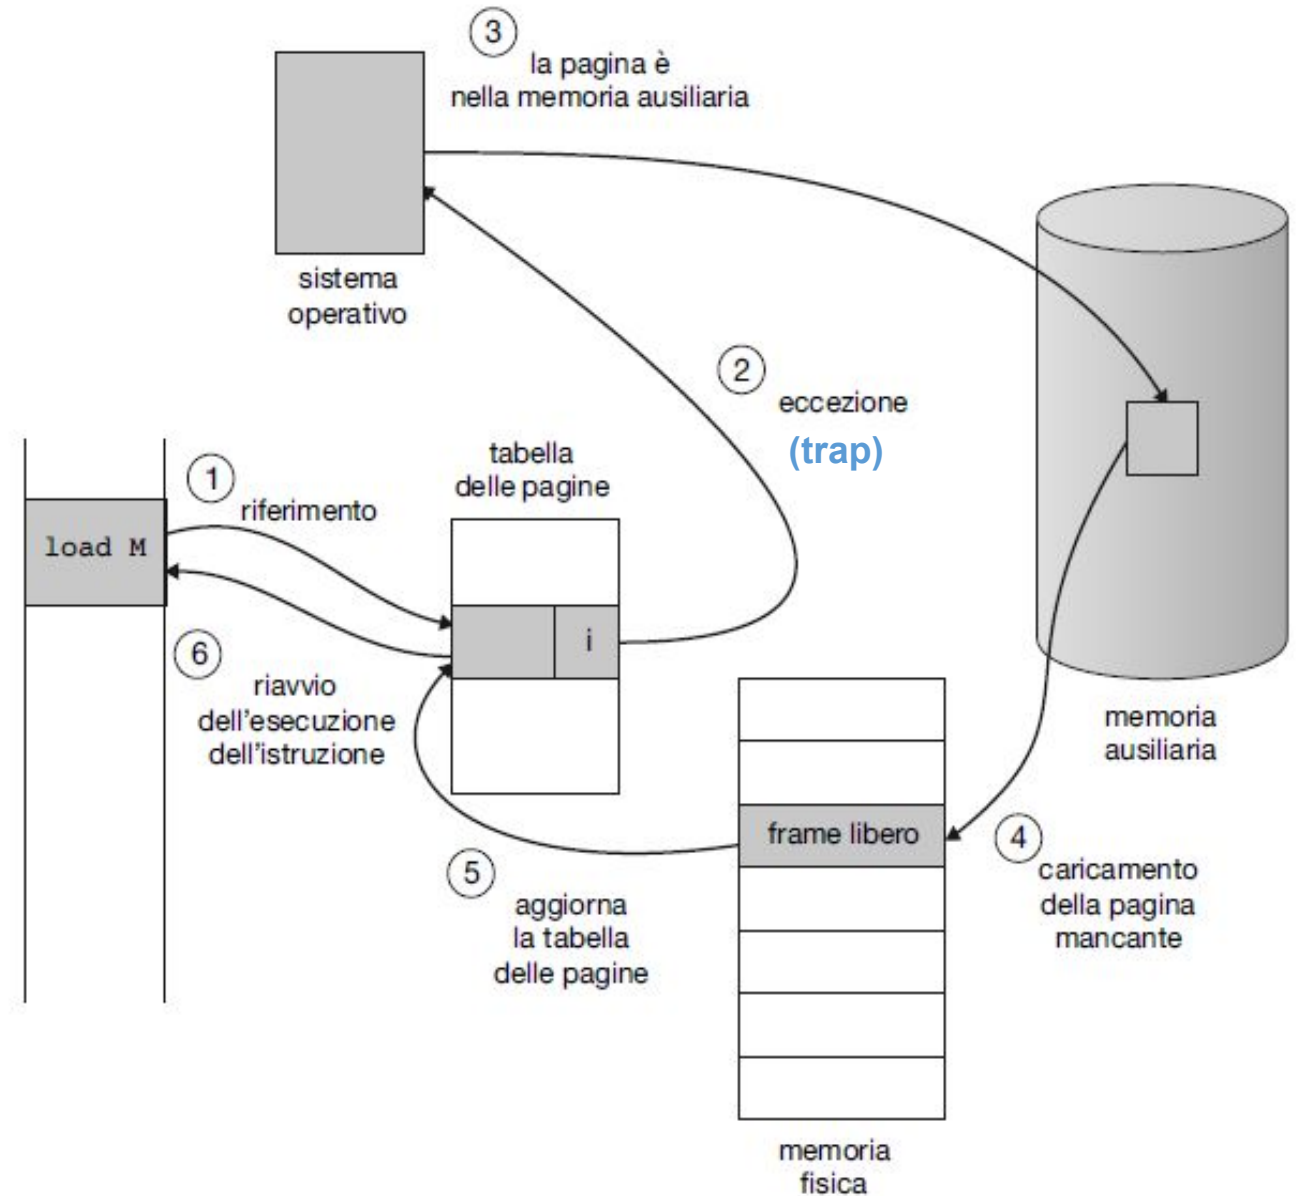 3
la pagina è
nella memoria ausiliaria
sistema
operativo
2
eccezione
(trap)
tabella
delle pagine
1
riferimento
load M
i
6
riavvio
dell'esecuzione
dell'istruzione
memoria
ausiliaria
frame libero
4
caricamento
della pagina
mancante
5
aggiorna
la tabella
delle pagine
memoria
fisica